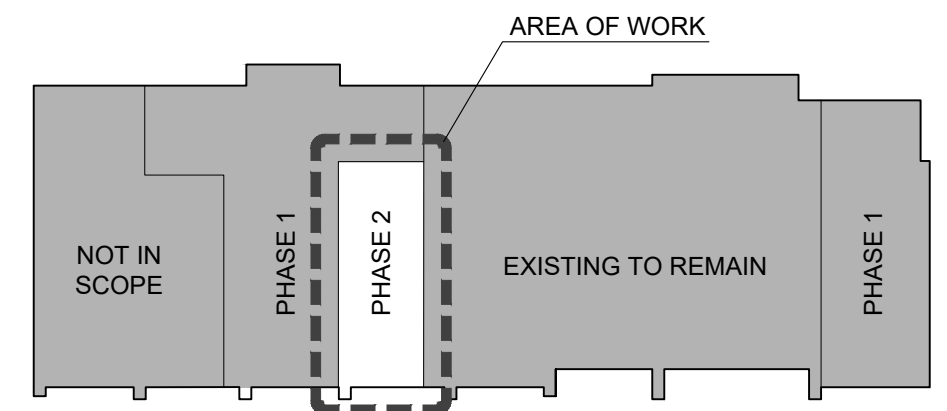 AREA OF WORK
NOT IN
SCOPE
PHASE 1
PHASE 2
EXISTING TO REMAIN
PHASE 1